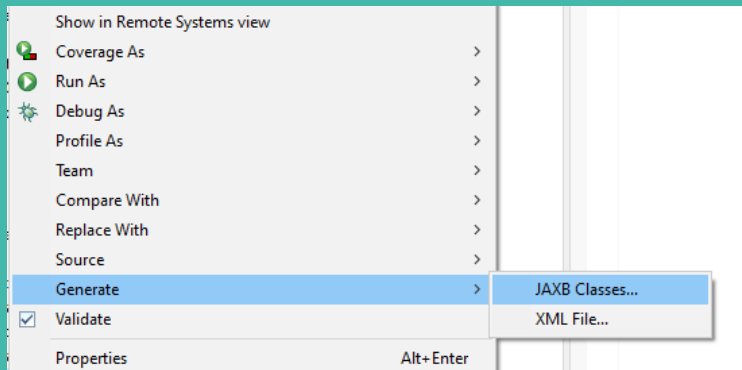 Show in Remote Systems view
Coverage As
Run As
Debug As
Profile As
Team
Compare With
Replace With
Source
Generate
JAXB Classes...
Validate
XML File...
Properties Alt+Enter